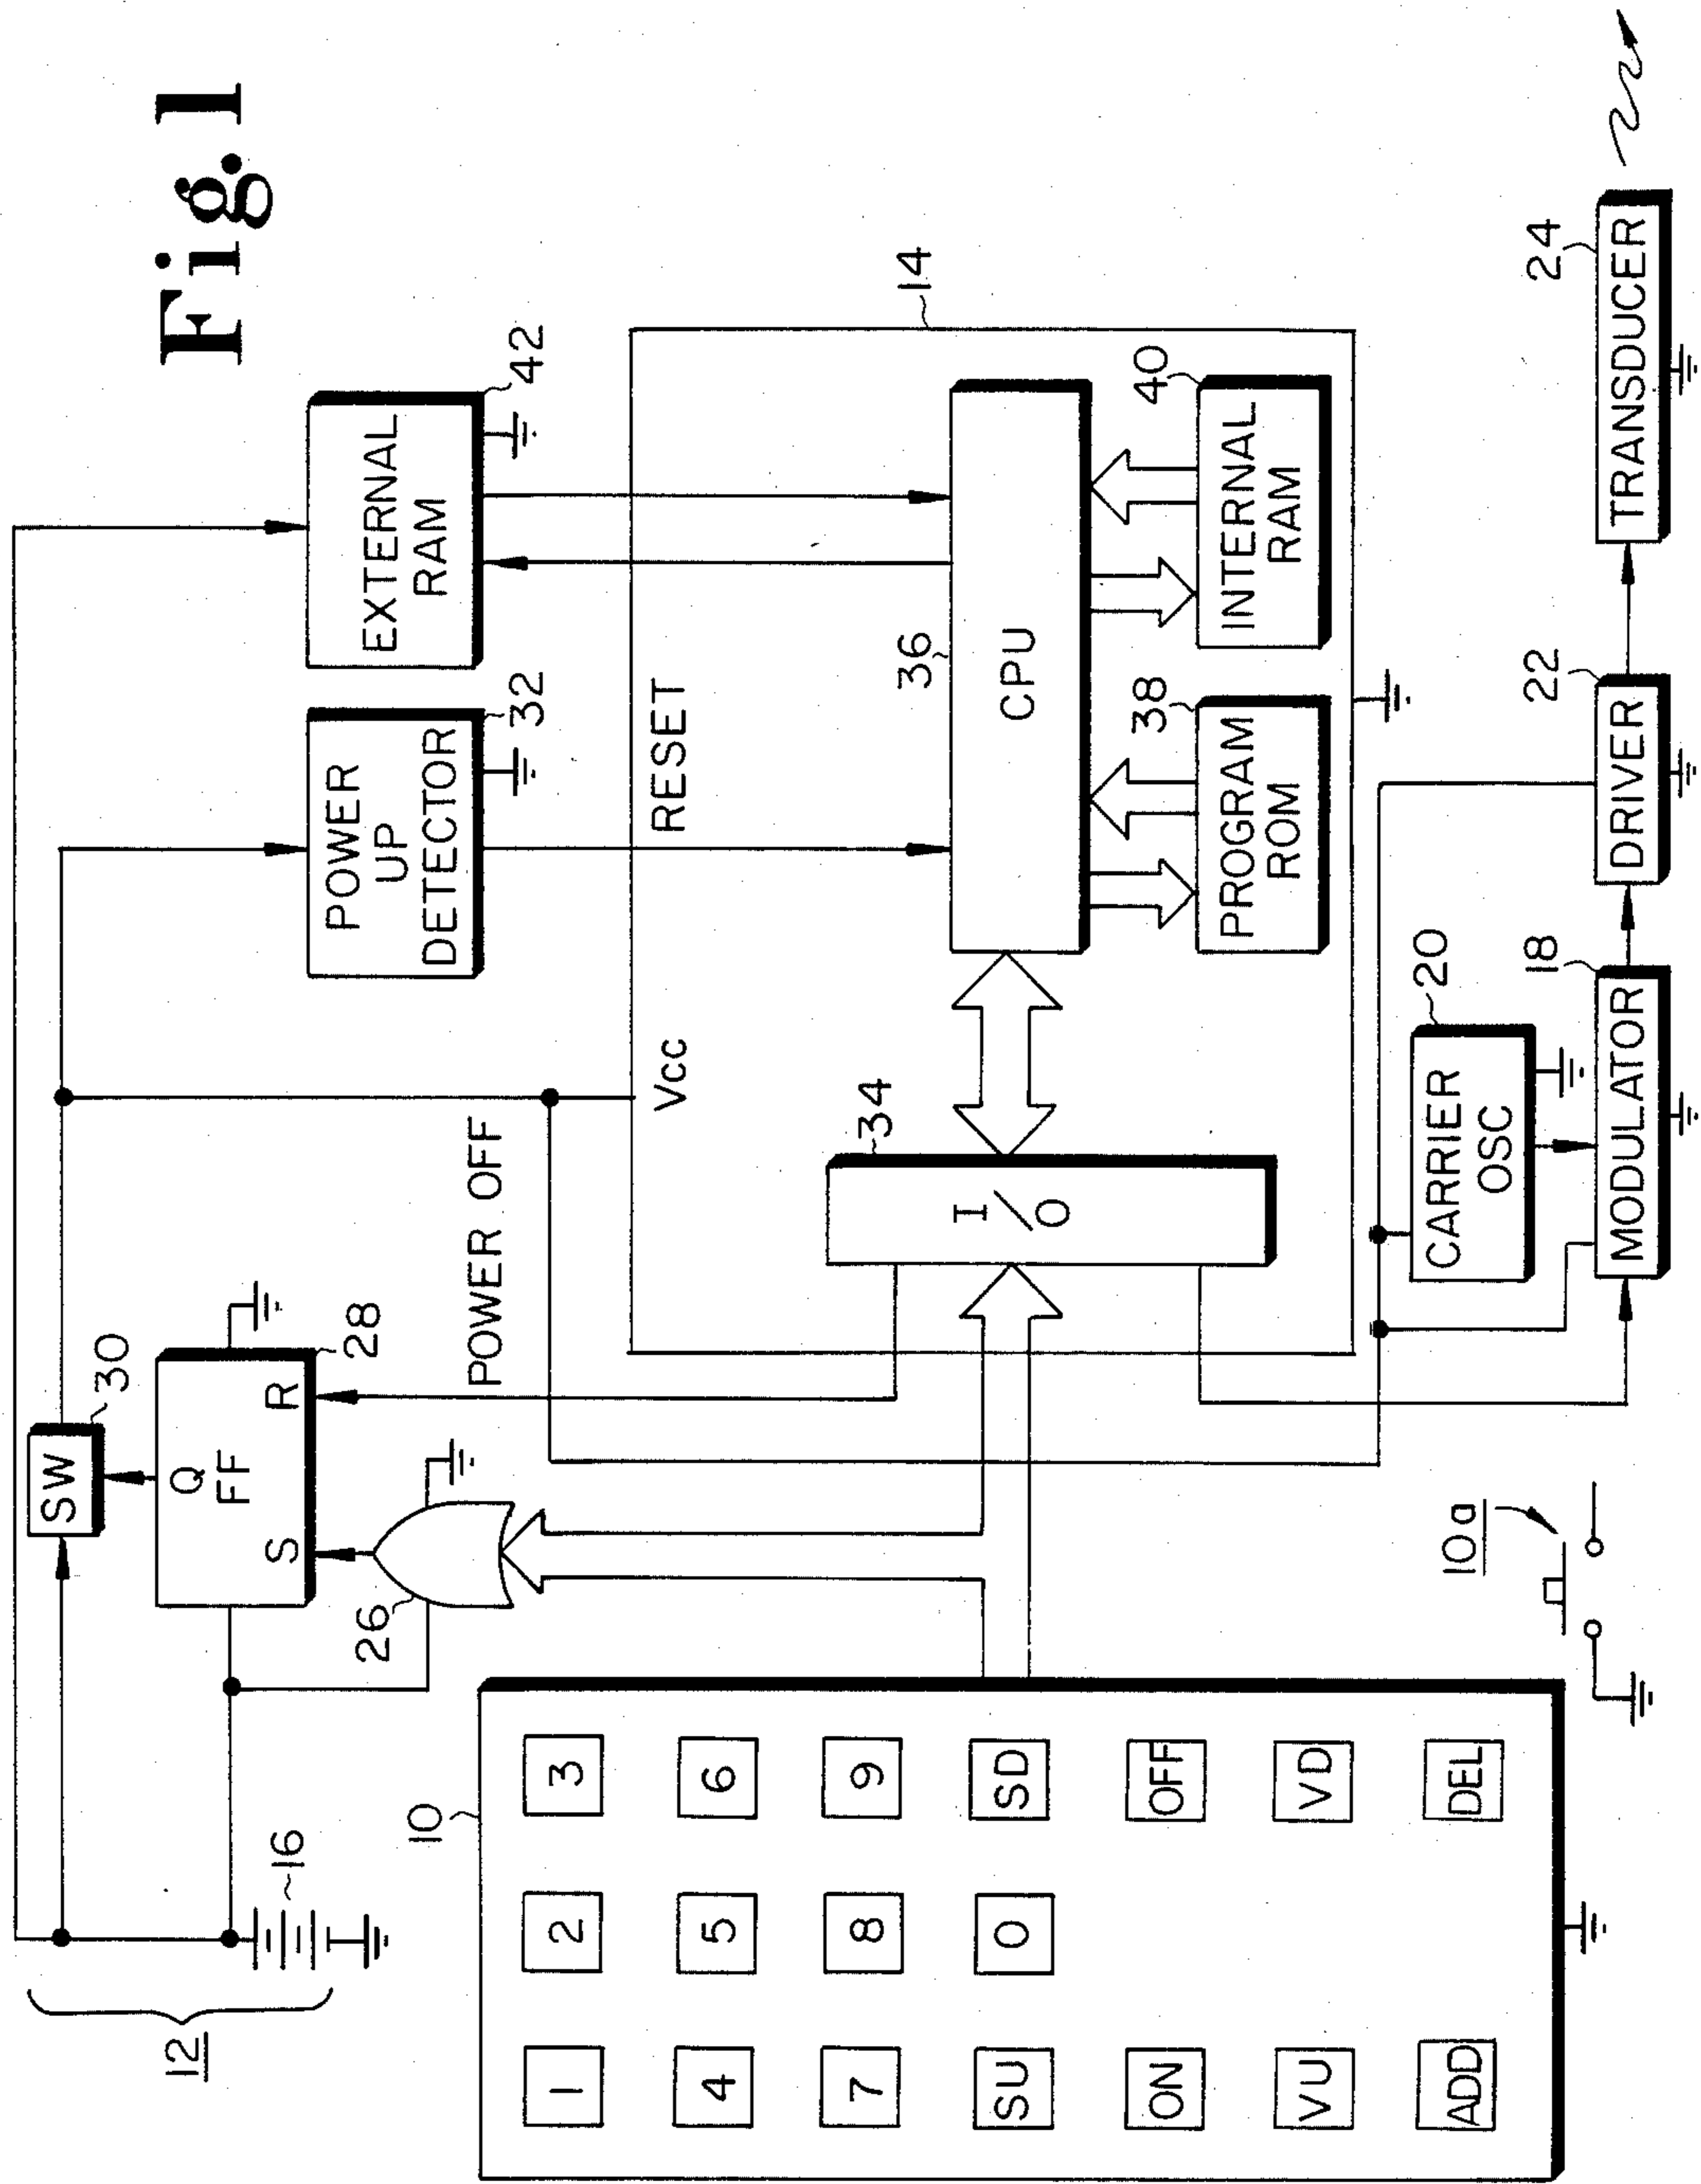 Fig. 1
12
16
SW
30
Q
FF
S
R
28
26
POWER OFF
Vcc
POWER
UP
DETECTOR
32
EXTERNAL
RAM
42
RESET
14
10
1
2
3
4
5
6
7
8
9
SU
0
SD
ON
OFF
VU
VD
ADD
DEL
10a
I/O
34
CPU
36
PROGRAM
ROM
38
INTERNAL
RAM
40
CARRIER
OSC
20
MODULATOR
18
DRIVER
22
TRANSDUCER
24